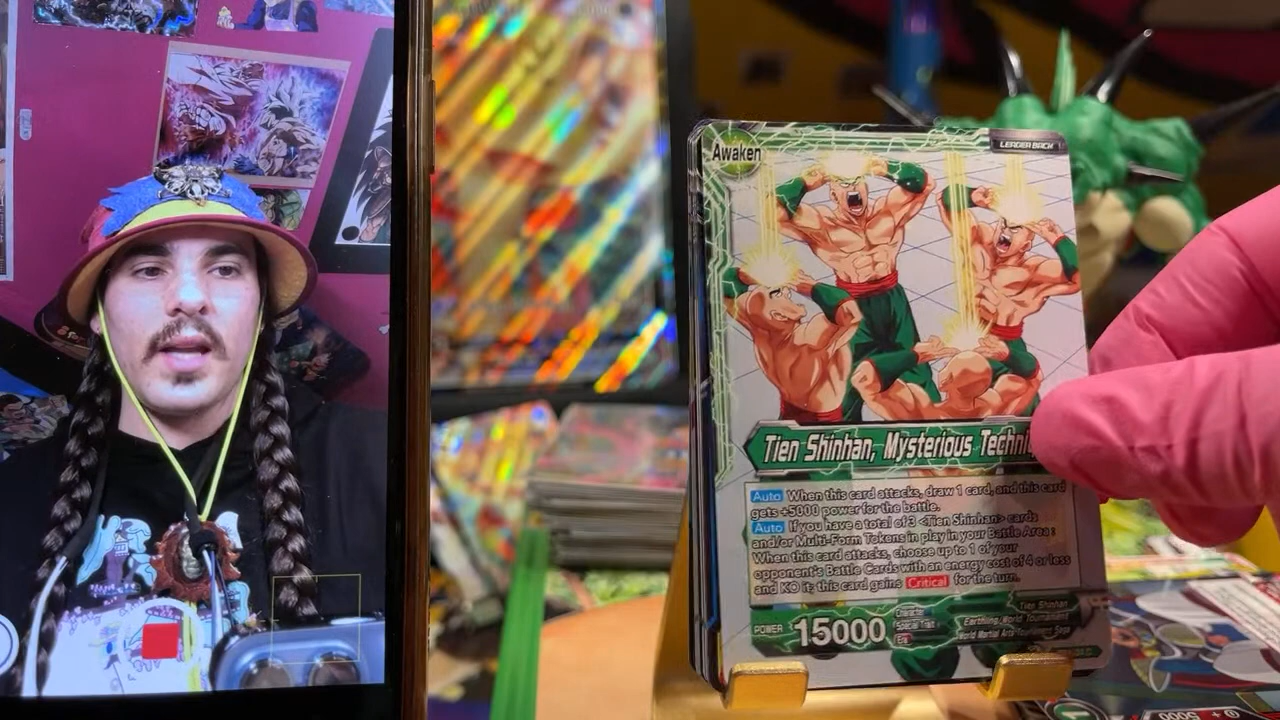 Awaken
LEADER BACK
Tien Shinhan, Mysterious Techni
Auto When this card attacks, draw 1 card, and this card
gets +5000 power for the battle.
Auto If you have a total of 3 <Tien Shinhan> cards
and/or Multi-Form Tokens in play in your Battle Area :
When this card attacks, choose up to 1 of your
opponent's Battle Cards with an energy cost of 4 or less
and KO it; this card gains Critical for the turn.
POWER 15000
Character Tien Shinhan
Special Trait Earthling, World Tournament
Era World Martial Arts Tournament Saga